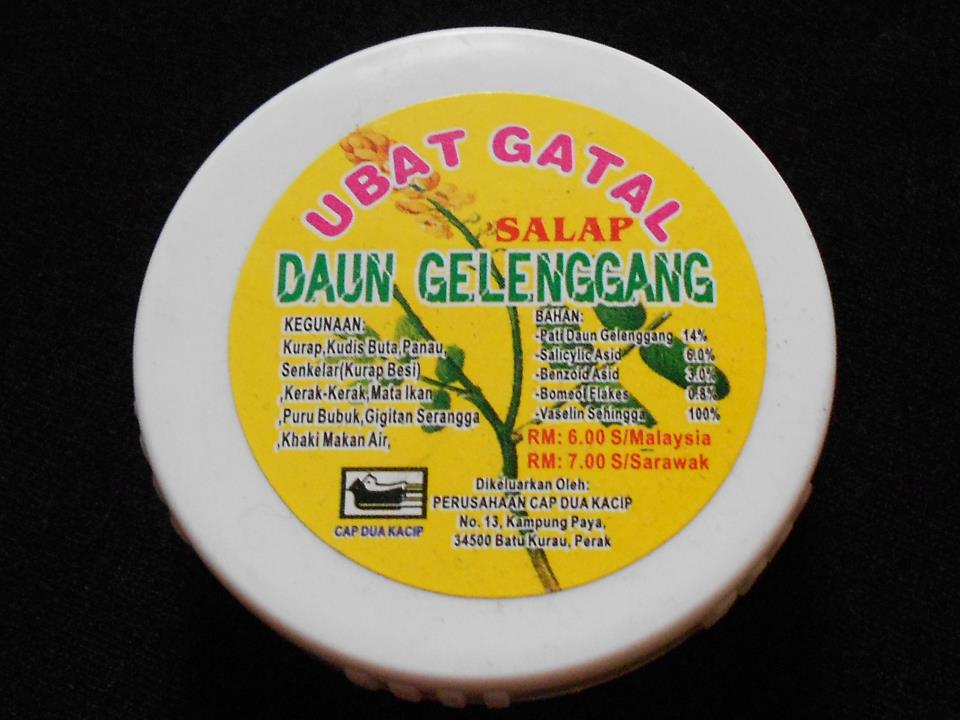 UBAT GATAL
SALAP
DAUN GELENGGANG
KEGUNAAN:
Kurap,Kudis Buta,Panau,
Senkelar(Kurap Besi)
,Kerak-Kerak,Mata Ikan
,Puru Bubuk,Gigitan Serangga
,Khaki Makan Air,
BAHAN:
-Pati Daun Gelenggang 14%
-Salicylic Asid 6.0%
-Benzoid Asid 3.0%
-Bomeol Flakes 0.8%
-Vaselin Sehingga 100%
RM: 6.00 S/Malaysia
RM: 7.00 S/Sarawak
CAP DUA KACIP
Dikeluarkan Oleh:
PERUSAHAAN CAP DUA KACIP
No. 13, Kampung Paya,
34500 Batu Kurau, Perak